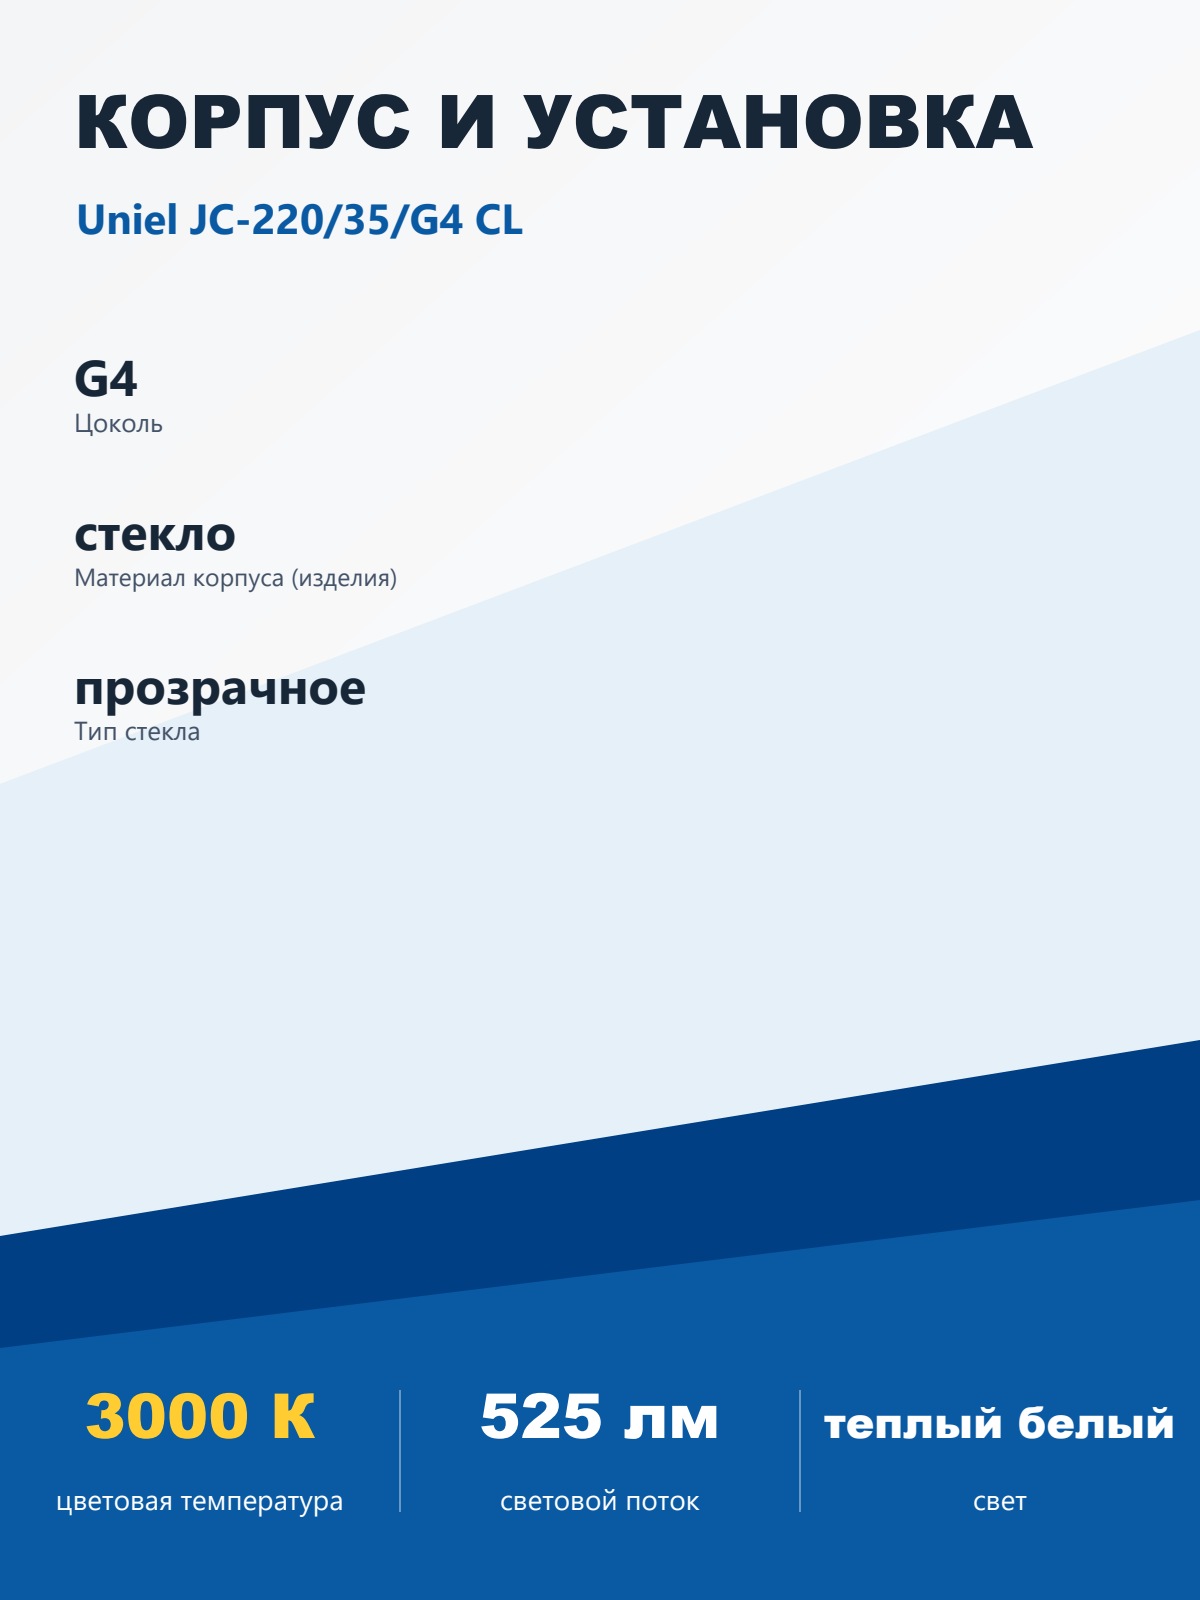 КОРПУС И УСТАНОВКА
Uniel JC-220/35/G4 CL
G4
Цоколь
стекло
Материал корпуса (изделия)
прозрачное
Тип стекла
3000 К
цветовая температура
525 лм
световой поток
теплый белый
свет